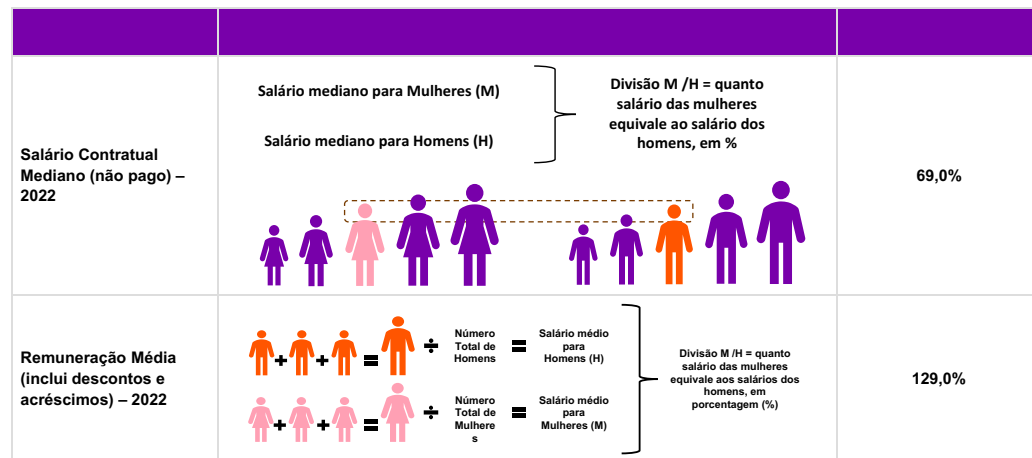 Salário Contratual
Mediano (não pago) –
2022
Salário mediano para Mulheres (M)
Salário mediano para Homens (H)
Divisão M /H = quanto
salário das mulheres
equivale ao salário dos
homens, em %
69,0%
Remuneração Média
(inclui descontos e
acréscimos) – 2022
+ + = ÷
Número
Total de
Homens
=
Salário médio
para
Homens (H)
+ + = ÷
Número
Total de
Mulhere
s
=
Salário médio
para
Mulheres (M)
Divisão M /H = quanto
salário das mulheres
equivale aos salários dos
homens, em
porcentagem (%)
129,0%